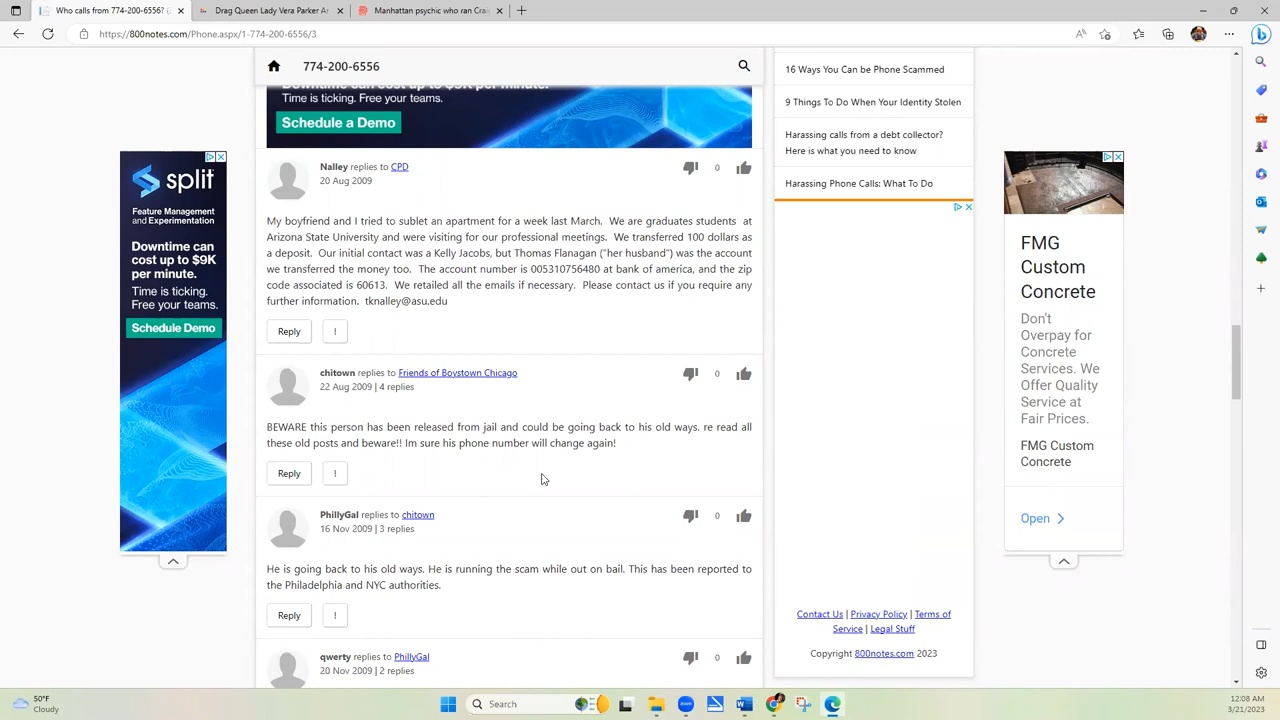 Who calls from 774-200-6556? (
Drag Queen Lady Vera Parker Ar
Manhattan psychic who ran Craig
https://800notes.com/Phone.aspx/1-774-200-6556/3
774-200-6556
Downtime can cost up to $9K per minute.
Time is ticking. Free your teams.
Schedule a Demo
Nalley replies to CPD
20 Aug 2009
0
My boyfriend and I tried to sublet an apartment for a week last March. We are graduates students at
Arizona State University and were visiting for our professional meetings. We transferred 100 dollars as
a deposit. Our initial contact was a Kelly Jacobs, but Thomas Flanagan ("her husband") was the account
we transferred the money too. The account number is 005310756480 at bank of america, and the zip
code associated is 60613. We retailed all the emails if necessary. Please contact us if you require any
further information. tknalley@asu.edu
Reply
!
chitown replies to Friends of Boystown Chicago
22 Aug 2009 | 4 replies
0
BEWARE this person has been released from jail and could be going back to his old ways. re read all
these old posts and beware!! Im sure his phone number will change again!
Reply
!
PhillyGal replies to chitown
16 Nov 2009 | 3 replies
0
He is going back to his old ways. He is running the scam while out on bail. This has been reported to
the Philadelphia and NYC authorities.
Reply
!
qwerty replies to PhillyGal
20 Nov 2009 | 2 replies
0
split
Feature Management
and Experimentation
Downtime can
cost up to $9K
per minute.
Time is ticking.
Free your teams.
Schedule Demo
16 Ways You Can be Phone Scammed
9 Things To Do When Your Identity Stolen
Harassing calls from a debt collector?
Here is what you need to know
Harassing Phone Calls: What To Do
Contact Us | Privacy Policy | Terms of
Service | Legal Stuff
Copyright 800notes.com 2023
FMG
Custom
Concrete
Don't
Overpay for
Concrete
Services. We
Offer Quality
Service at
Fair Prices.
FMG Custom
Concrete
Open
50°F
Cloudy
Search
12:08 AM
3/21/2023